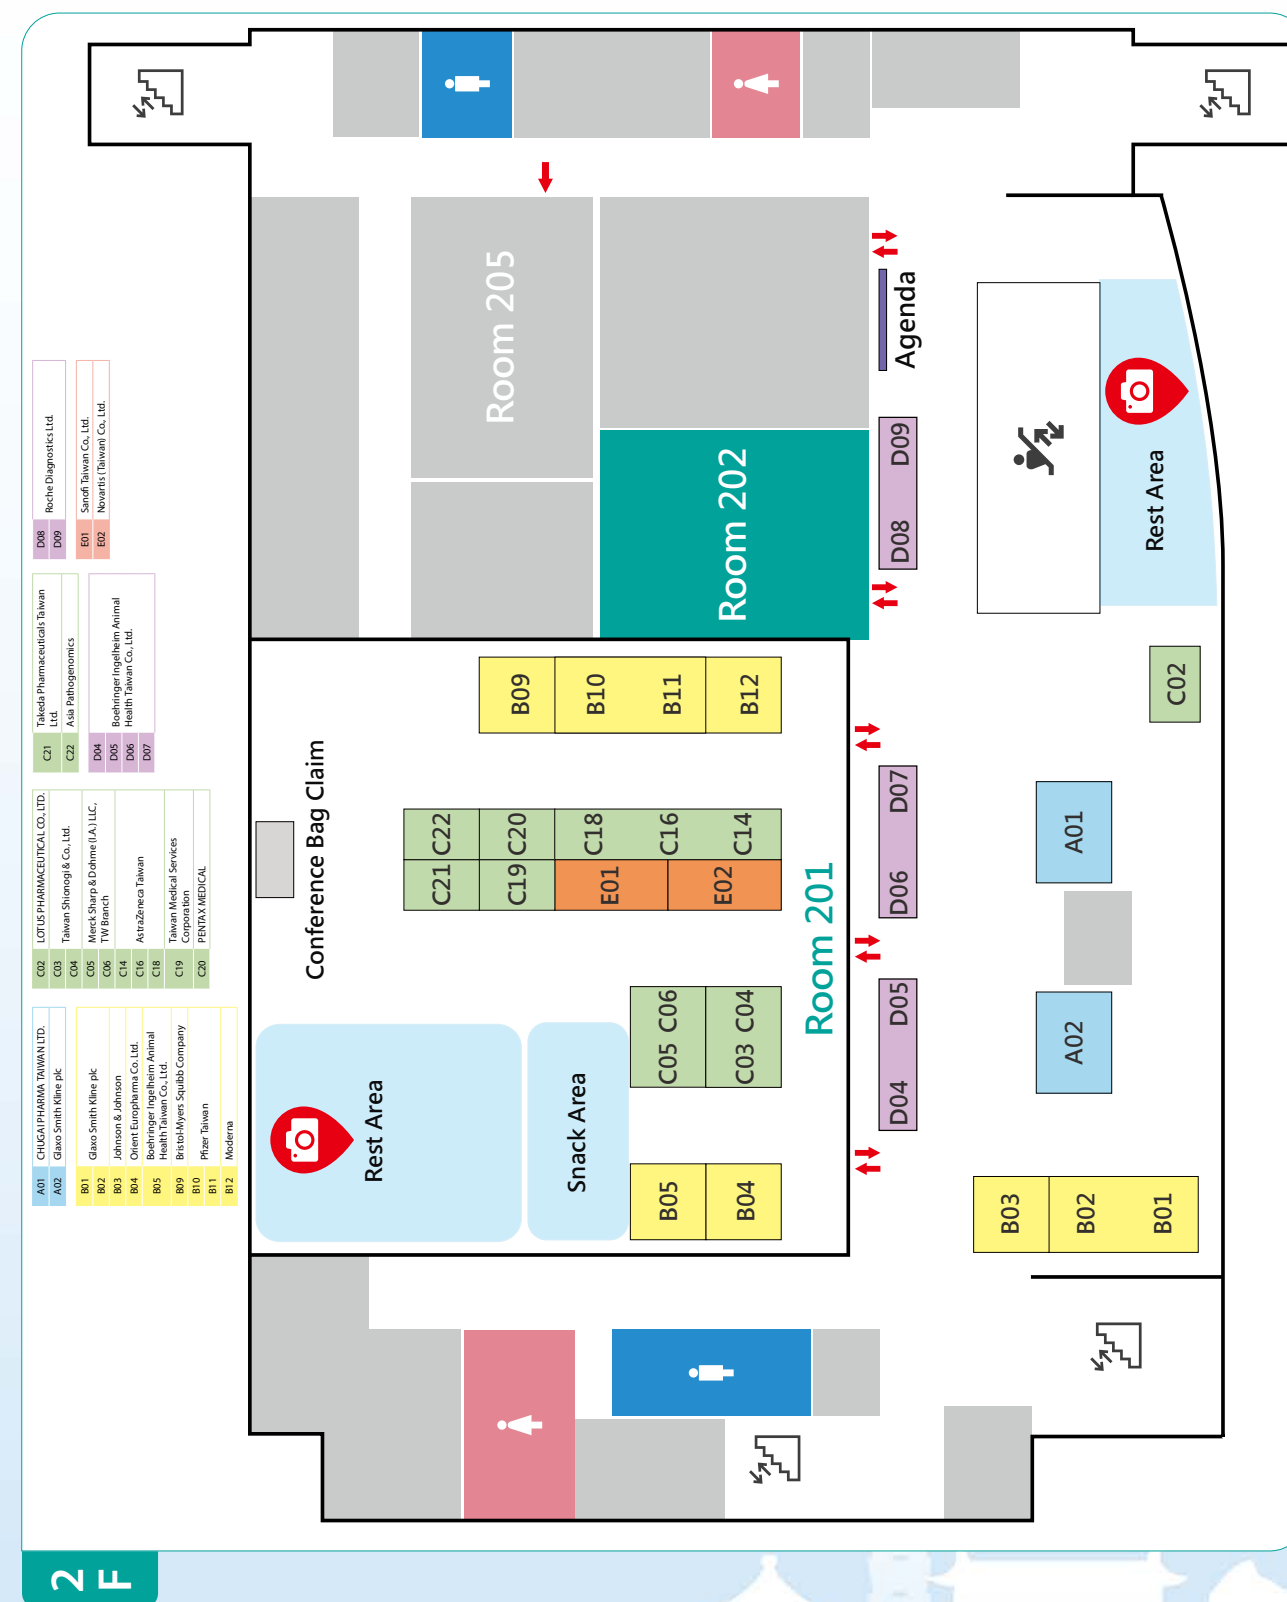 2F
A01 CHUGAI PHARMA TAIWAN LTD.
A02 Glaxo Smith Kline plc
B01
B02
Glaxo Smith Kline plc
B03 Johnson & Johnson
B04 Orient Europharma Co. Ltd.
B05 Boehringer Ingelheim Animal
Health Taiwan Co., Ltd.
B09 Bristol-Myers Squibb Company
B10
B11
Pfizer Taiwan
B12 Moderna
C02 LOTUS PHARMACEUTICAL CO., LTD.
C03
C04
Taiwan Shionogi & Co., Ltd.
C05
C06
Merck Sharp & Dohme (I.A.) LLC,
TW Branch
C14
C16
C18
AstraZeneca Taiwan
C19 Taiwan Medical Services
Corporation
C20 PENTAX MEDICAL
C21 Takeda Pharmaceuticals Taiwan
Ltd.
C22 Asia Pathogenomics
D04
D05
D06
D07
Boehringer Ingelheim Animal
Health Taiwan Co., Ltd.
D08
D09
Roche Diagnostics Ltd.
E01 Sanofi Taiwan Co., Ltd.
E02 Novartis (Taiwan) Co., Ltd.
Conference Bag Claim
Rest Area
Snack Area
Room 205
Room 202
Room 201
Agenda
Rest Area
B09
B10
B11
B12
C22
C20
C18
C16
C14
C21
C19
E01
E02
C05 C06
C03 C04
B05
B04
D04 D05
D06 D07
D08 D09
A02
A01
C02
B03
B02
B01